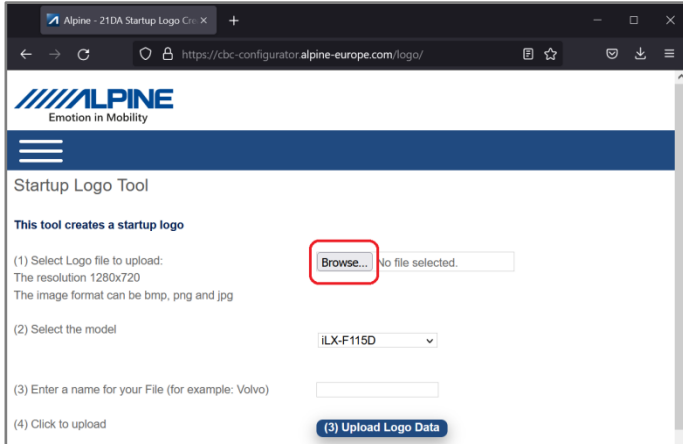 Alpine - 21DA Startup Logo Cre
https://cbc-configurator.alpine-europe.com/logo/
ALPINE
Emotion in Mobility
Startup Logo Tool
This tool creates a startup logo
(1) Select Logo file to upload:
Browse... No file selected.
The resolution 1280x720
The image format can be bmp, png and jpg
(2) Select the model
iLX-F115D
(3) Enter a name for your File (for example: Volvo)
(4) Click to upload
(3) Upload Logo Data